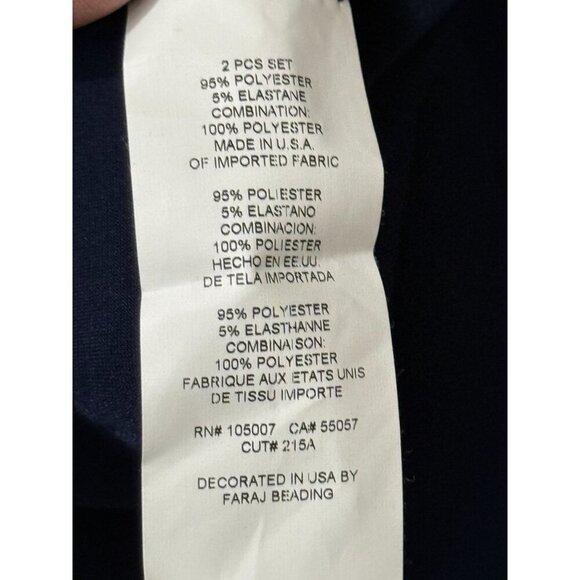 2 PCS SET
95% POLYESTER
5% ELASTANE
COMBINATION:
100% POLYESTER
MADE IN U.S.A.
OF IMPORTED FABRIC
95% POLIESTER
5% ELASTANO
COMBINACION:
100% POLIESTER
HECHO EN EE.UU.
DE TELA IMPORTADA
95% POLYESTER
5% ELASTHANNE
COMBINAISON:
100% POLYESTER
FABRIQUE AUX ETATS UNIS
DE TISSU IMPORTE
RN# 105007 CA# 55057
CUT# 215A
DECORATED IN USA BY
FARAJ BEADING